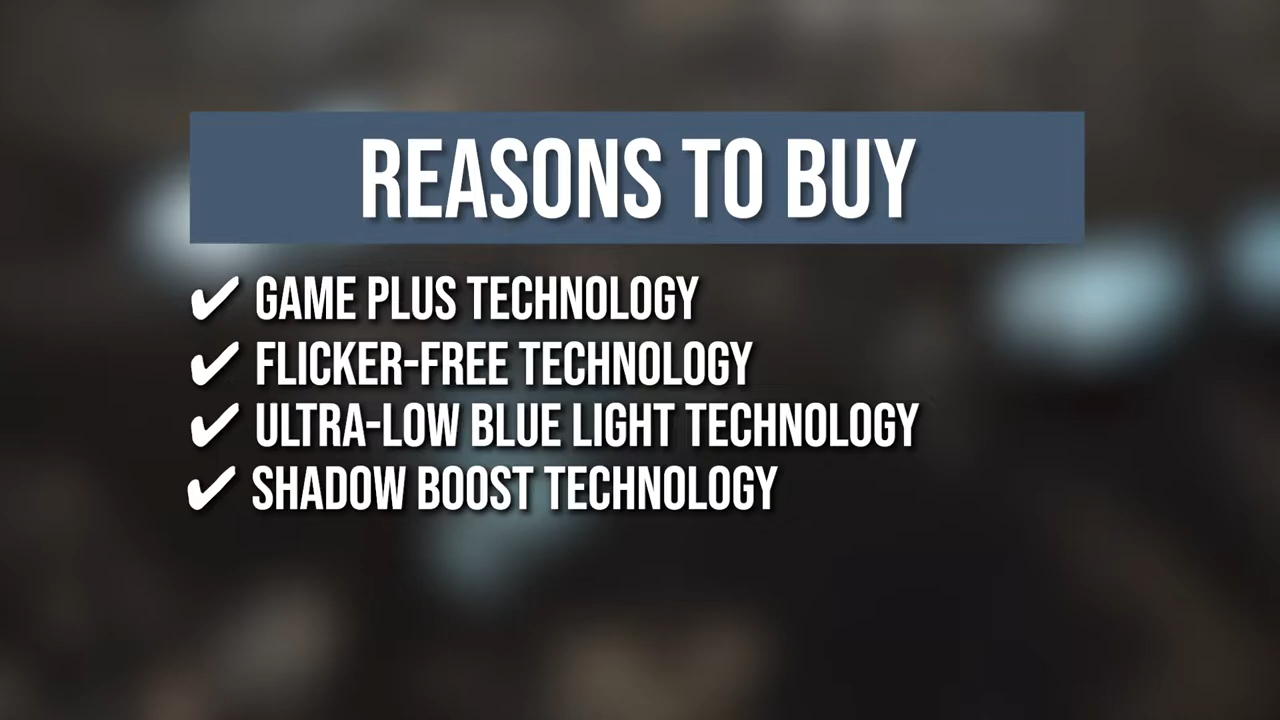 REASONS TO BUY
✔ GAME PLUS TECHNOLOGY
✔ FLICKER-FREE TECHNOLOGY
✔ ULTRA-LOW BLUE LIGHT TECHNOLOGY
✔ SHADOW BOOST TECHNOLOGY